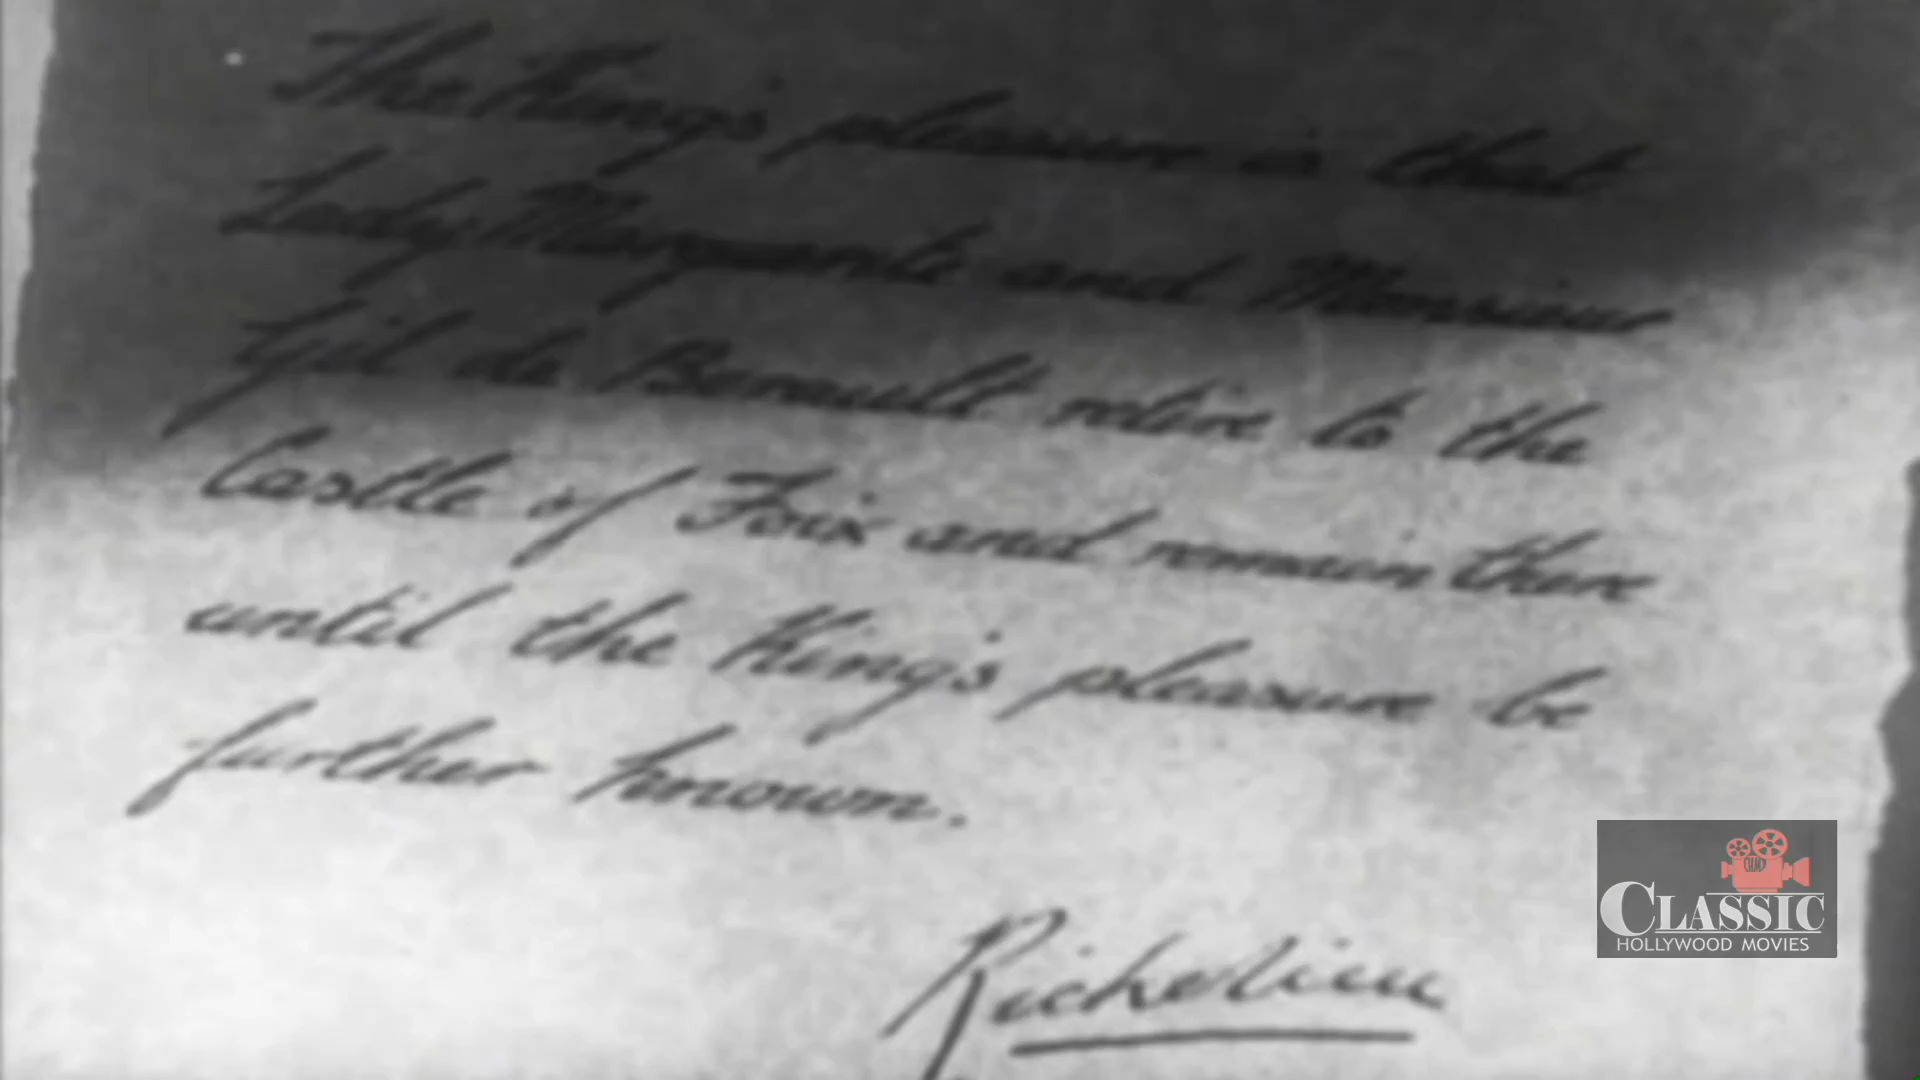 The King's pleasure is that
Lady Marguerite and Monsieur
Gil de Berault retire to the
Castle of Foix and remain there
until the King's pleasure be
further known.
Richelieu
CLASSIC
HOLLYWOOD MOVIES